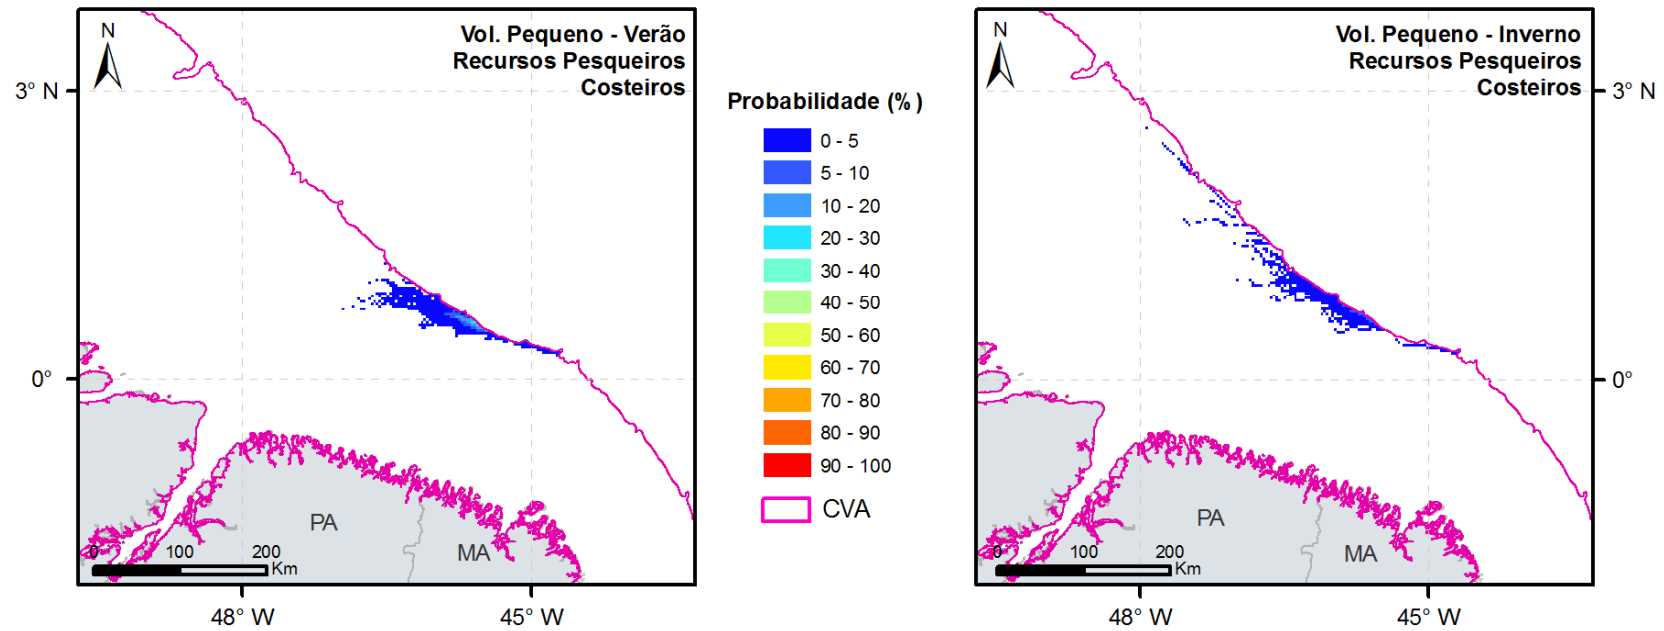 N
Vol. Pequeno - Verão
Recursos Pesqueiros
Costeiros
3° N
0°
PA
MA
0 100 200
Km
48° W 45° W
Probabilidade (%)
0 - 5
5 - 10
10 - 20
20 - 30
30 - 40
40 - 50
50 - 60
60 - 70
70 - 80
80 - 90
90 - 100
CVA
N
Vol. Pequeno - Inverno
Recursos Pesqueiros
Costeiros
3° N
0°
PA
MA
0 100 200
Km
48° W 45° W